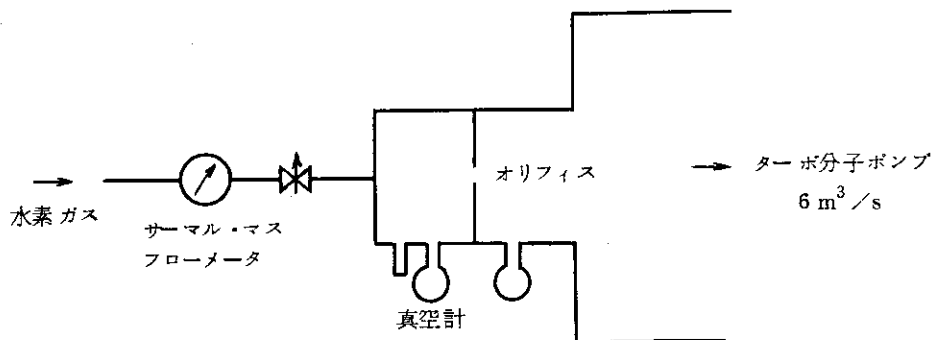 水素ガス
サーマル・マス
フローメータ
オリフィス
真空計
ターボ分子ポンプ
6 m³/s